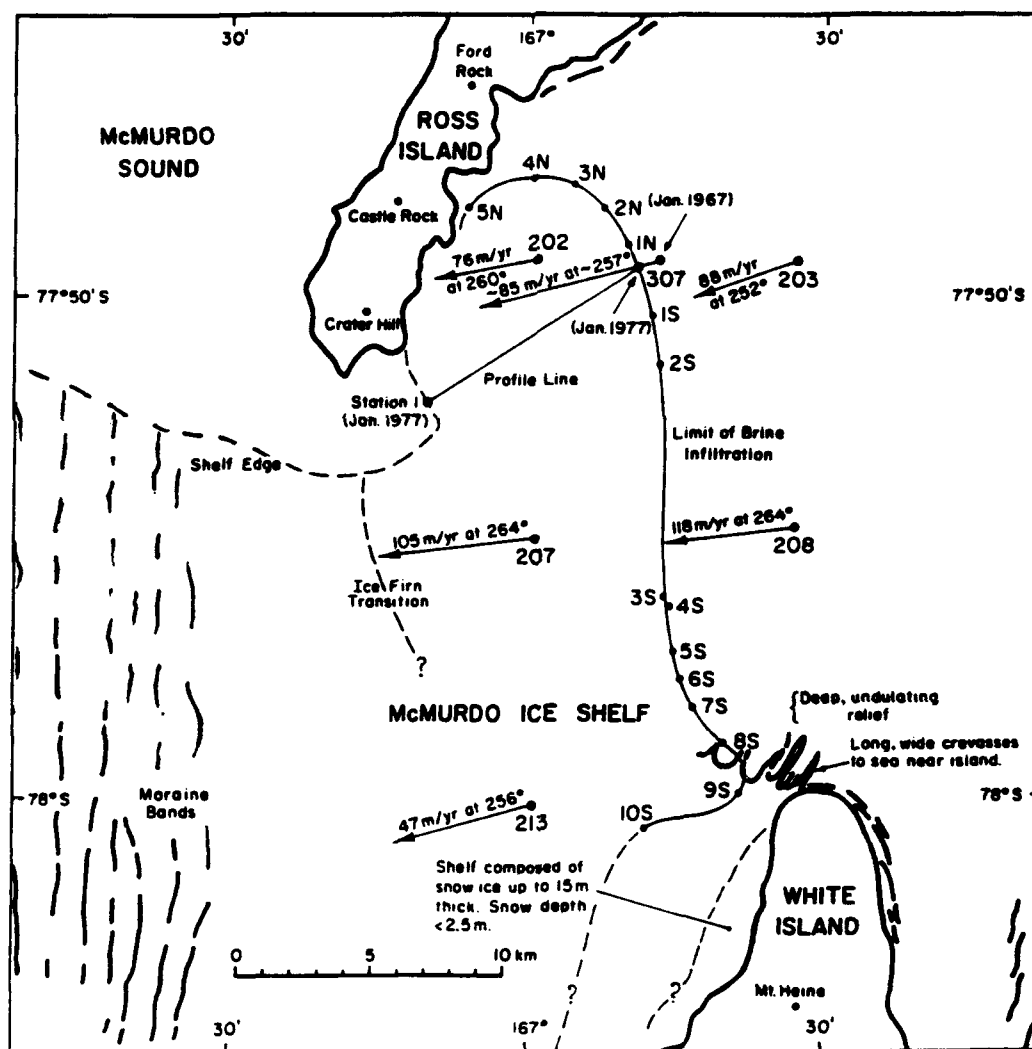 30'
167°
30'
Ford
Rock
McMURDO
SOUND
ROSS
ISLAND
4N
3N
5N
2N
(Jan. 1967)
Castle Rock
1N
202
76 m/yr
at 260°
~85 m/yr at ~257°
307
88 m/yr
at 252°
203
77°50'S
77°50'S
Crater Hill
(Jan. 1977)
1S
2S
Profile Line
Station 1
(Jan. 1977)
Limit of Brine
Infiltration
Shelf Edge
105 m/yr at 264°
207
118 m/yr at 264°
208
Ice Firn
Transition
3S
4S
5S
?
6S
7S
McMURDO ICE SHELF
Deep, undulating
relief
8S
Long, wide crevasses
to sea near island.
9S
78°S
78°S
Moraine
Bands
47 m/yr at 256°
213
10S
Shelf composed of
snow ice up to 15m
thick. Snow depth
<2.5 m.
WHITE
ISLAND
0
5
10 km
?
?
Mt. Heine
30'
167°
30'